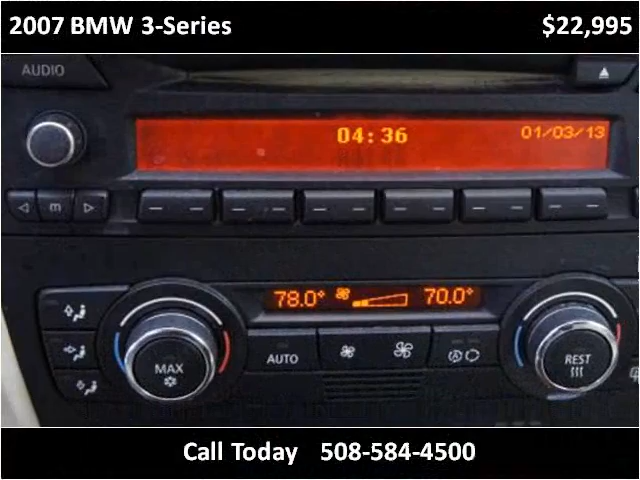 2007 BMW 3-Series $22,995
AUDIO
04:36 01/03/13
m
78.0° 70.0°
MAX AUTO REST
Call Today 508-584-4500